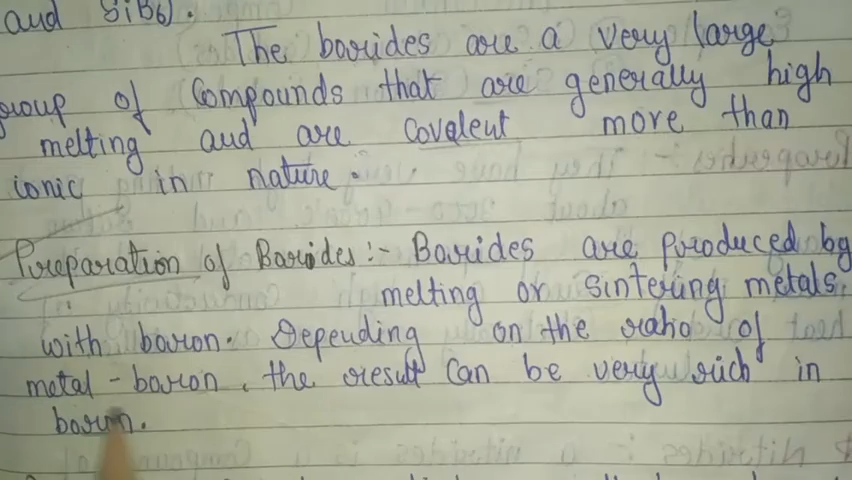 and SiB6).
The borides are a very large
group of Compounds that are generally high
melting and are Covalent more than
ionic in nature.
Preparation of Borides :- Borides are produced by
melting or sintering metals
with boron. Depending on the ratio of
metal - boron, the result can be very rich in
boron.